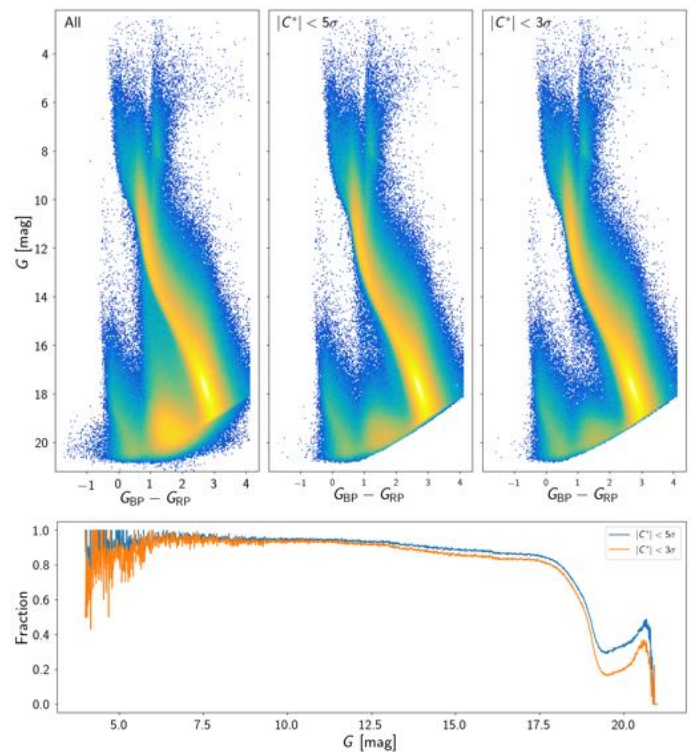 All
|C*| < 5σ
|C*| < 3σ
4
6
8
10
12
14
16
18
20
G [mag]
−1 0 1 2 3 4
−1 0 1 2 3 4
−1 0 1 2 3 4
G_BP − G_RP
G_BP − G_RP
G_BP − G_RP
1.0
0.8
0.6
0.4
0.2
0.0
Fraction
|C*| < 5σ
|C*| < 3σ
5.0 7.5 10.0 12.5 15.0 17.5 20.0
G [mag]